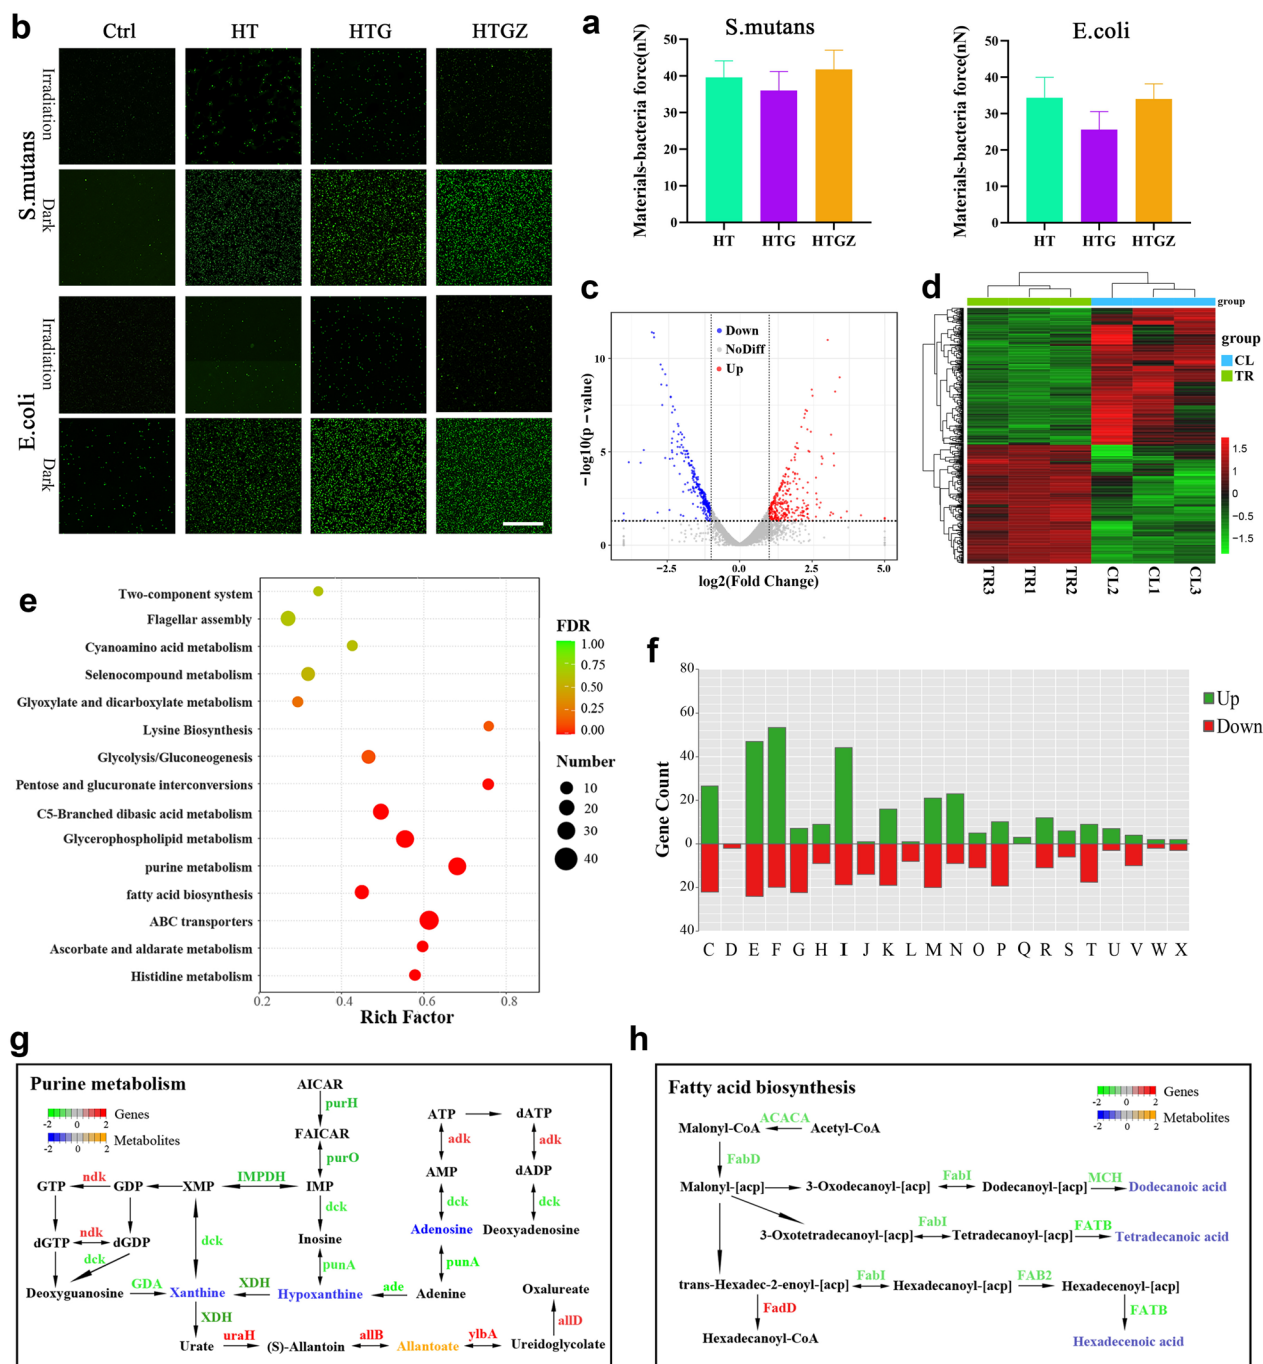 b
Ctrl
HT
HTG
HTGZ
S.mutans
Irradiation
Dark
E.coli
Irradiation
Dark
a
S.mutans
Materials-bacteria force(nN)
50
40
30
20
10
0
HT
HTG
HTGZ
E.coli
Materials-bacteria force(nN)
50
40
30
20
10
0
HT
HTG
HTGZ
c
Down
NoDiff
Up
−log10(p −value)
10
5
0
−2.5
0.0
2.5
5.0
log2(Fold Change)
d
group
group
CL
TR
1.5
1
0.5
0
−0.5
−1
−1.5
TR3
TR1
TR2
CL2
CL1
CL3
e
Two-component system
Flagellar assembly
Cyanoamino acid metabolism
Selenocompound metabolism
Glyoxylate and dicarboxylate metabolism
Lysine Biosynthesis
Glycolysis/Gluconeogenesis
Pentose and glucuronate interconversions
C5-Branched dibasic acid metabolism
Glycerophospholipid metabolism
purine metabolism
fatty acid biosynthesis
ABC transporters
Ascorbate and aldarate metabolism
Histidine metabolism
0.2
0.4
0.6
0.8
Rich Factor
FDR
1.00
0.75
0.50
0.25
0.00
Number
10
20
30
40
f
Gene Count
80
60
40
20
0
20
40
C D E F G H I J K L M N O P Q R S T U V W X
Up
Down
g
Purine metabolism
-2 0 2 Genes
-2 0 2 Metabolites
AICAR
purH
FAICAR
purO
ATP
dATP
adk
adk
GTP
ndk
GDP
XMP
IMPDH
IMP
AMP
dADP
dck
dck
dck
dGTP
ndk
dGDP
dck
dck
Inosine
Adenosine
Deoxyadenosine
punA
punA
Deoxyguanosine
GDA
Xanthine
XDH
Hypoxanthine
ade
Adenine
Oxalureate
XDH
allD
Urate
uraH
(S)-Allantoin
allB
Allantoate
ylbA
Ureidoglycolate
h
Fatty acid biosynthesis
-2 0 2 Genes
-2 0 2 Metabolites
Malonyl-CoA
ACACA
Acetyl-CoA
FabD
Malonyl-[acp]
3-Oxodecanoyl-[acp]
FabI
Dodecanoyl-[acp]
MCH
Dodecanoic acid
3-Oxotetradecanoyl-[acp]
FabI
Tetradecanoyl-[acp]
FATB
Tetradecanoic acid
trans-Hexadec-2-enoyl-[acp]
FabI
Hexadecanoyl-[acp]
FAB2
Hexadecenoyl-[acp]
FadD
FATB
Hexadecanoyl-CoA
Hexadecenoic acid